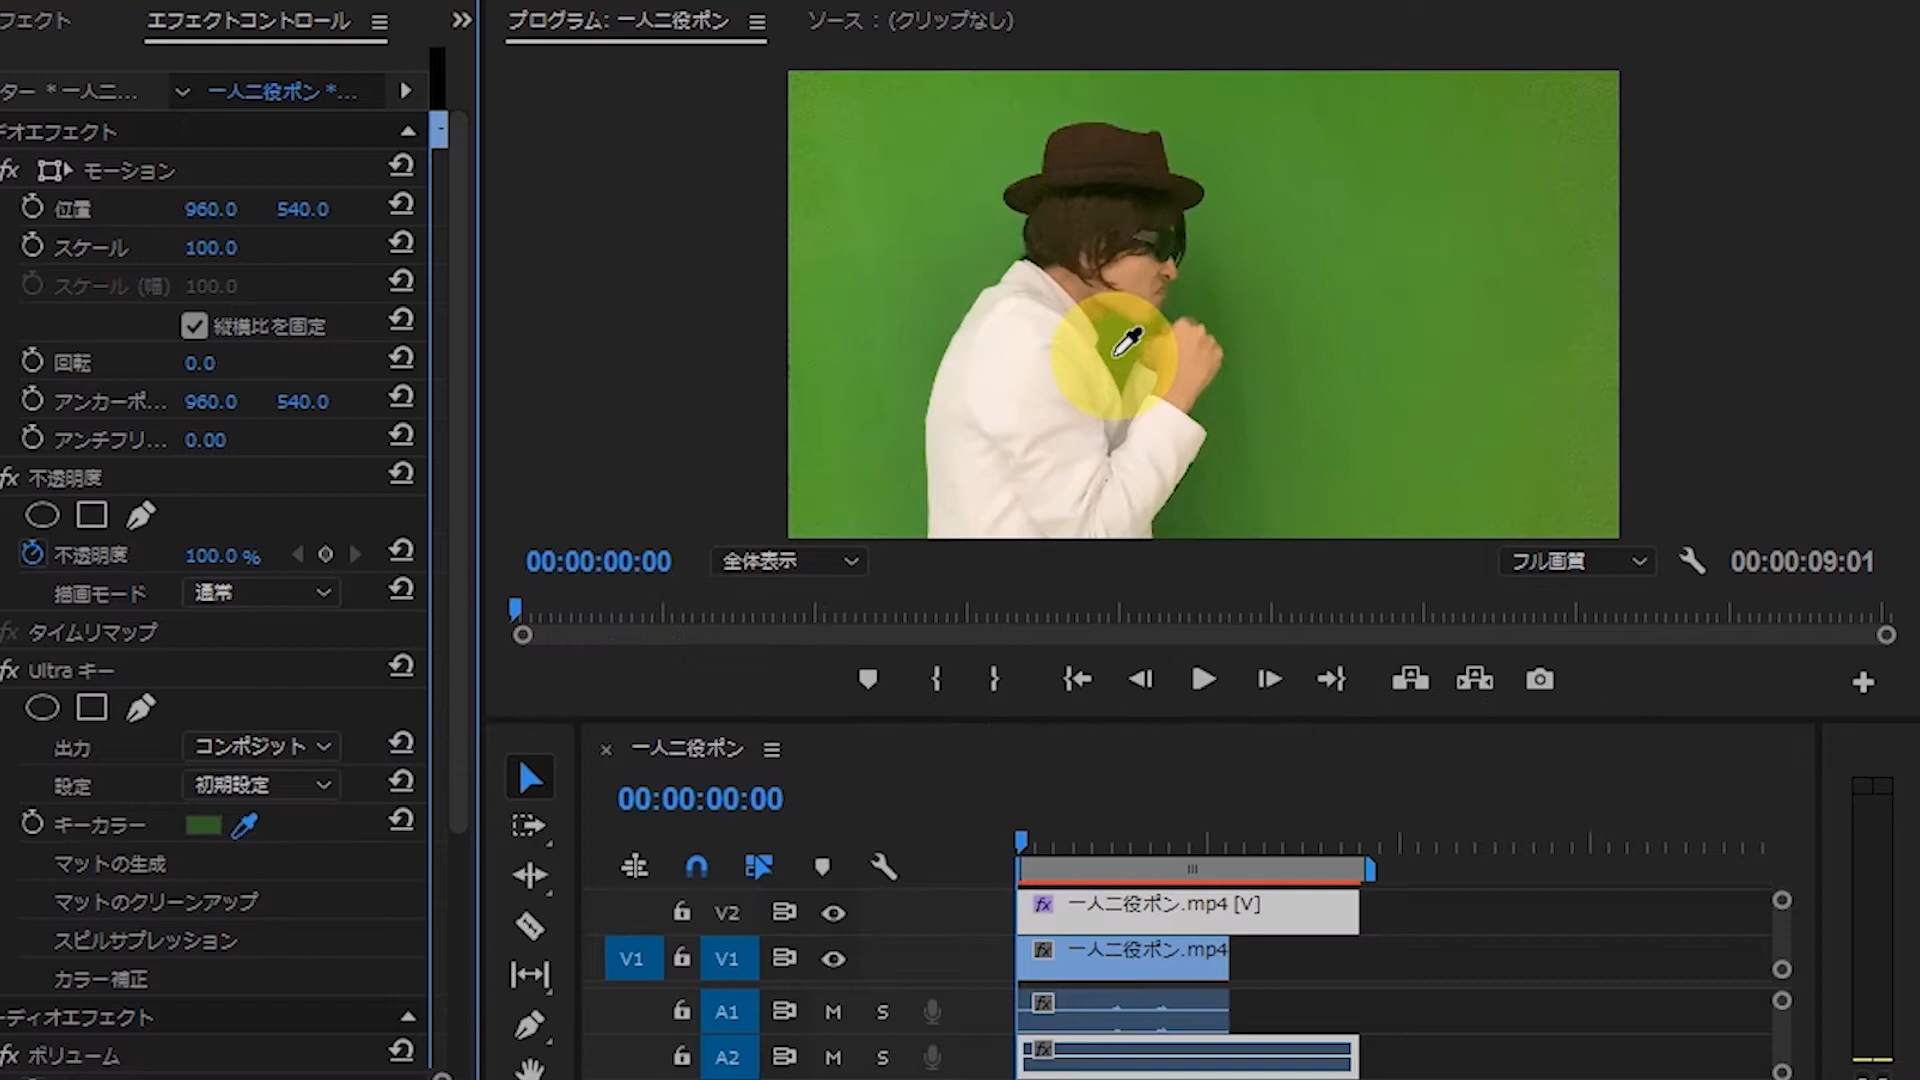 フェクト
エフェクトコントロール
プログラム: 一人二役ポン
ソース : (クリップなし)
ター * 一人二...
一人二役ポン *...
デオエフェクト
fx モーション
位置 960.0 540.0
スケール 100.0
スケール (幅) 100.0
縦横比を固定
回転 0.0
アンカーポ... 960.0 540.0
アンチフリ... 0.00
fx 不透明度
不透明度 100.0 %
描画モード 通常
fx タイムリマップ
fx Ultra キー
出力 コンポジット
設定 初期設定
キーカラー
マットの生成
マットのクリーンアップ
スピルサプレッション
カラー補正
ーディオエフェクト
fx ボリューム
00:00:00:00
全体表示
フル画質
00:00:09:01
× 一人二役ポン
00:00:00:00
V2
fx 一人二役ポン.mp4 [V]
V1 V1
fx 一人二役ポン.mp4
A1 M S
fx
A2 M S
fx